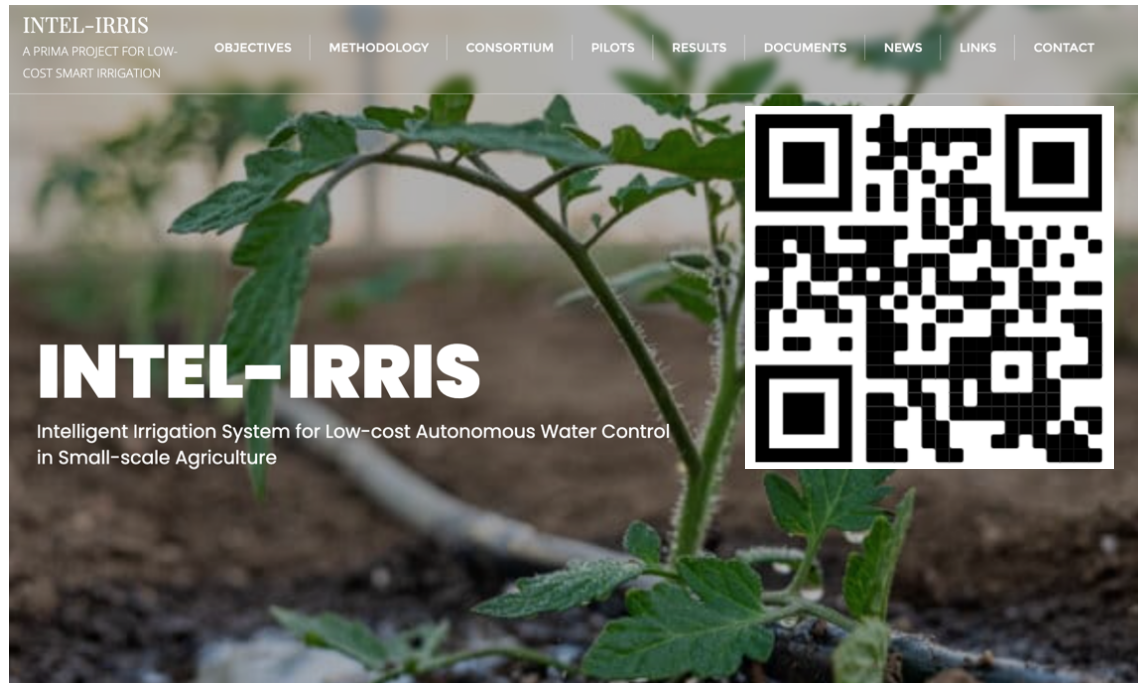 INTEL-IRRIS
A PRIMA PROJECT FOR LOW-
COST SMART IRRIGATION
OBJECTIVES
METHODOLOGY
CONSORTIUM
PILOTS
RESULTS
DOCUMENTS
NEWS
LINKS
CONTACT
INTEL-IRRIS
Intelligent Irrigation System for Low-cost Autonomous Water Control
in Small-scale Agriculture